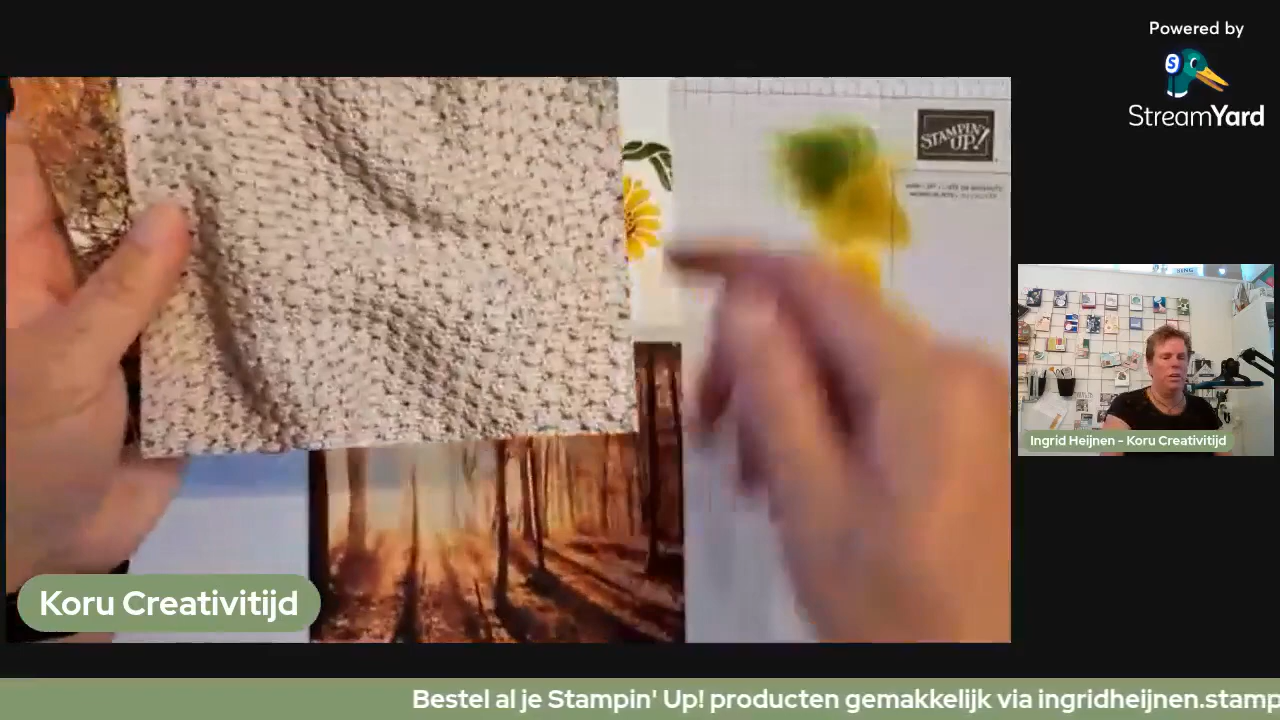 Powered by
S
StreamYard
STAMPIN'
UP!
Ingrid Heijnen - Koru Creativitijd
Koru Creativitijd
Bestel al je Stampin' Up! producten gemakkelijk via ingridheijnen.stamp